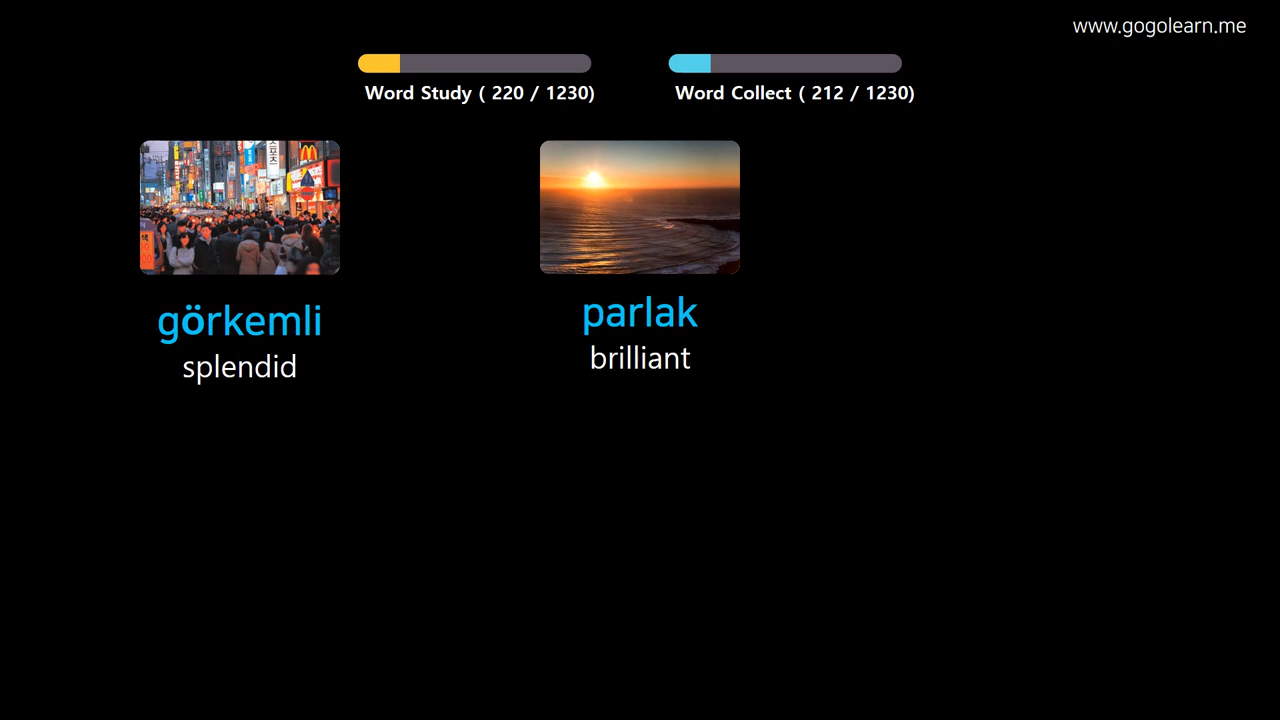 www.gogolearn.me
Word Study ( 220 / 1230)
Word Collect ( 212 / 1230)
görkemli
splendid
parlak
brilliant